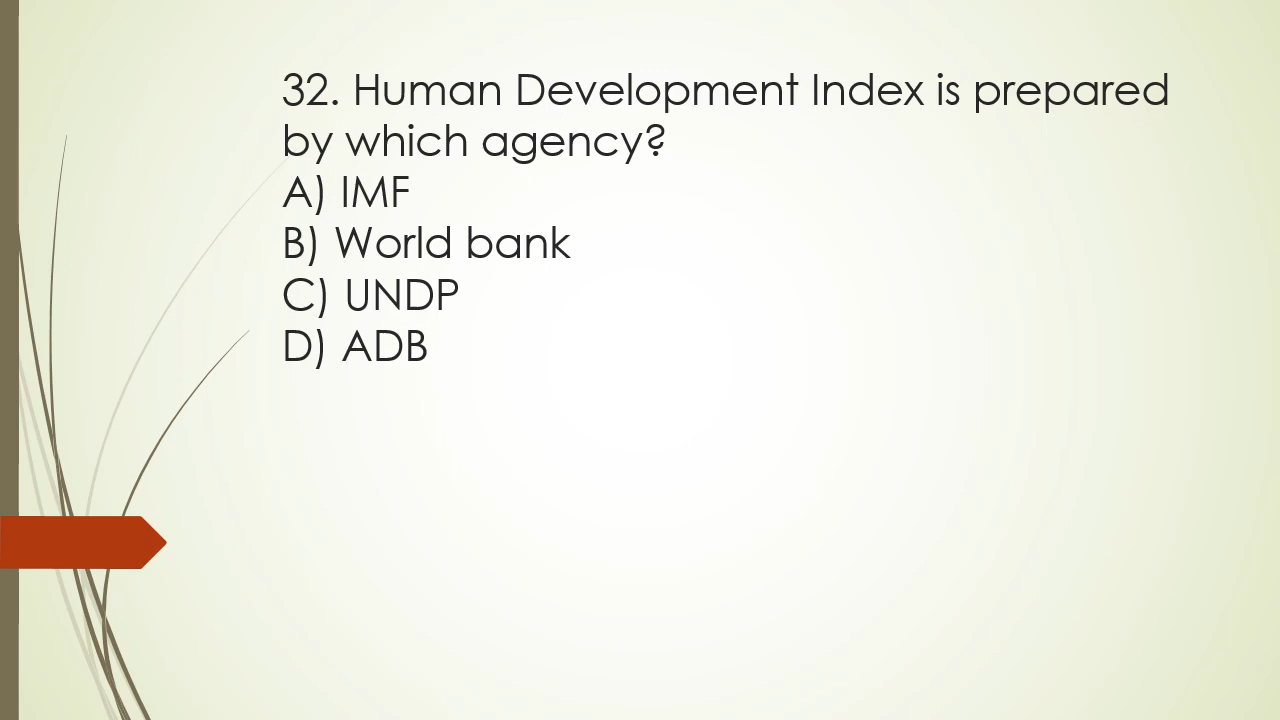 32. Human Development Index is prepared
by which agency?
A) IMF
B) World bank
C) UNDP
D) ADB